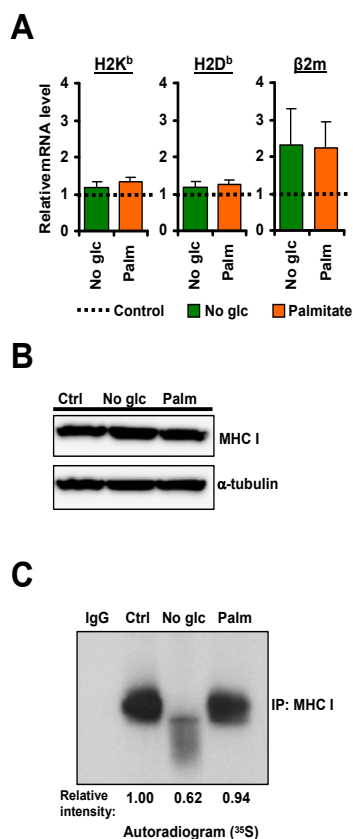 A
H2Kᵇ H2Dᵇ β2m
Relative mRNA level
4 4 4
3 3 3
2 2 2
1 1 1
0 0 0
No glc Palm No glc Palm No glc Palm
Control No glc Palmitate
B
Ctrl No glc Palm
MHC I
α-tubulin
C
IgG Ctrl No glc Palm
IP: MHC I
Relative intensity: 1.00 0.62 0.94
Autoradiogram (³⁵S)